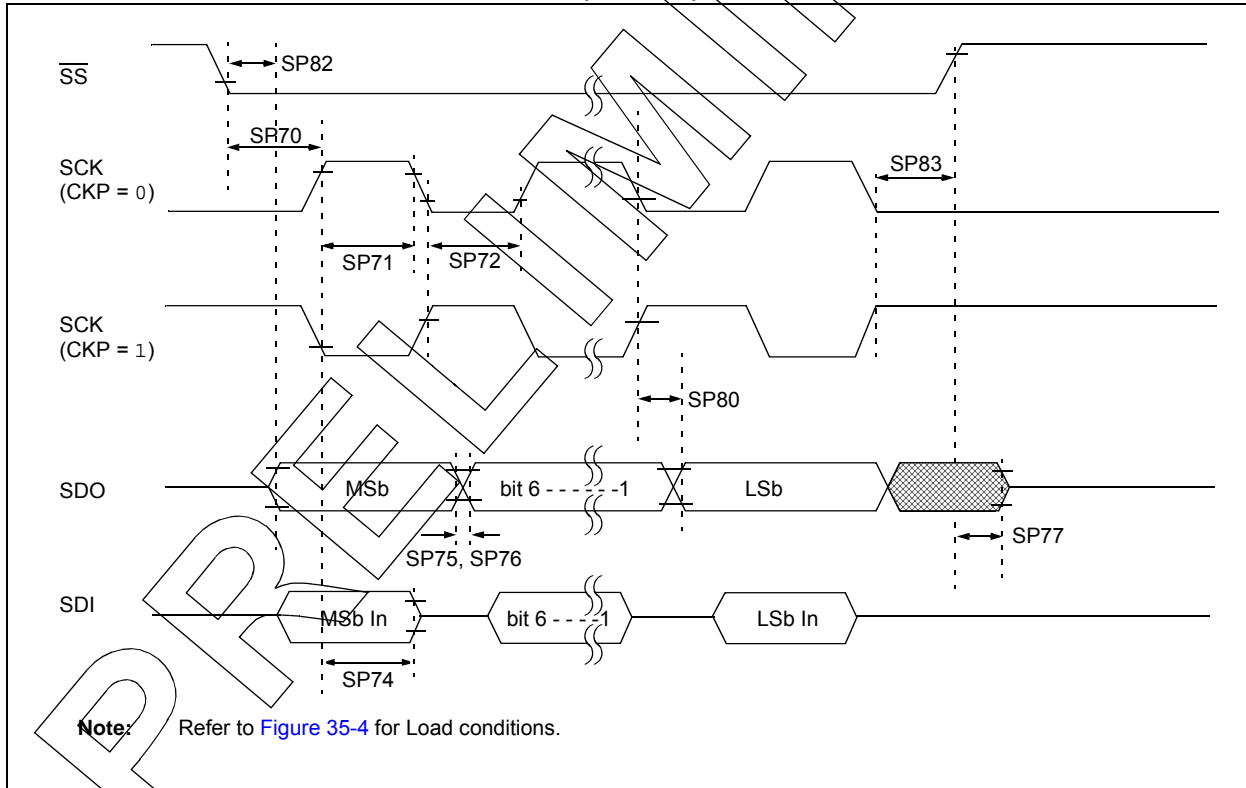 SS
SP82
SP70
SCK
(CKP = 0)
SP83
SP71
SP72
SCK
(CKP = 1)
SP80
SDO
MSb
bit 6 - - - - - -1
LSb
SP75, SP76
SP77
SDI
MSb In
bit 6 - - - -1
LSb In
SP74
Note: Refer to Figure 35-4 for Load conditions.